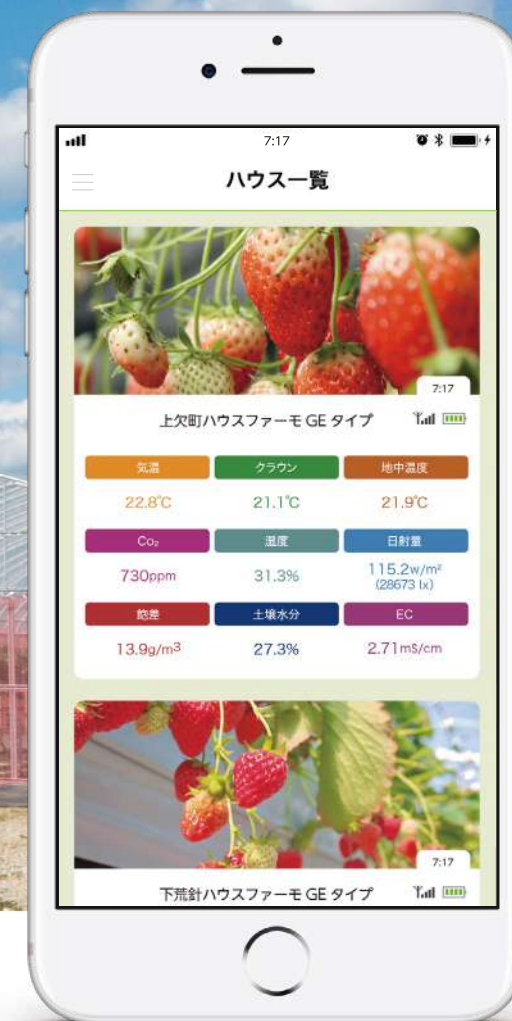 7:17
ハウス一覧
7:17
上欠町ハウスファーモ GE タイプ
気温 クラウン 地中温度
22.8℃ 21.1℃ 21.9℃
Co₂ 湿度 日射量
730ppm 31.3% 115.2w/m²
(28673 lx)
飽差 土壌水分 EC
13.9g/m³ 27.3% 2.71mS/cm
7:17
下荒針ハウスファーモ GE タイプ